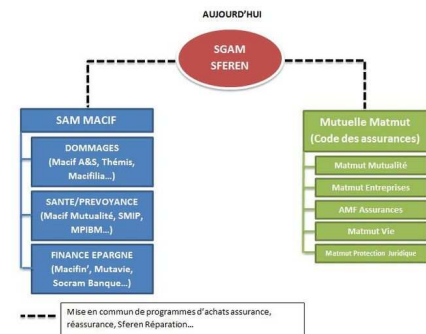 AUJOURD'HUI
SGAM
SFEREN
SAM MACIF
DOMMAGES
(Macif A&S, Thémis,
Macifilia...)
SANTE/PREVOYANCE
(Macif Mutualité, SMIP,
MPIBM...)
FINANCE EPARGNE
(Macifin', Mutavie,
Socram Banque...)
Mutuelle Matmut
(Code des assurances)
Matmut Mutualité
Matmut Entreprises
AMF Assurances
Matmut Vie
Matmut Protection Juridique
Mise en commun de programmes d'achats assurance,
réassurance, Sferen Réparation...